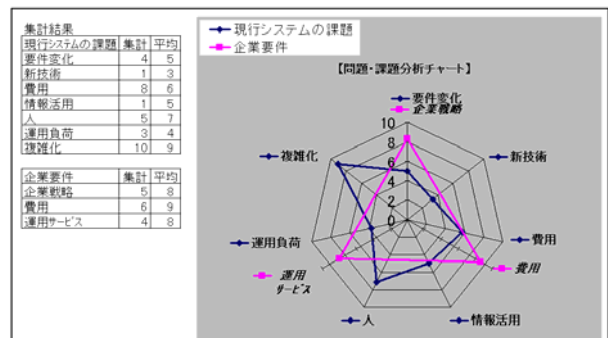 集計結果
現行システムの課題 集計 平均
要件変化 4 5
新技術 1 3
費用 8 6
情報活用 1 5
人 5 7
運用負荷 3 4
複雑化 10 9
企業要件 集計 平均
企業戦略 5 8
費用 6 9
運用サービス 4 8
現行システムの課題
企業要件
【問題・課題分析チャート】
要件変化
企業戦略
新技術
費用
費用
情報活用
人
運用
サービス
運用負荷
複雑化
10
8
6
4
2
0